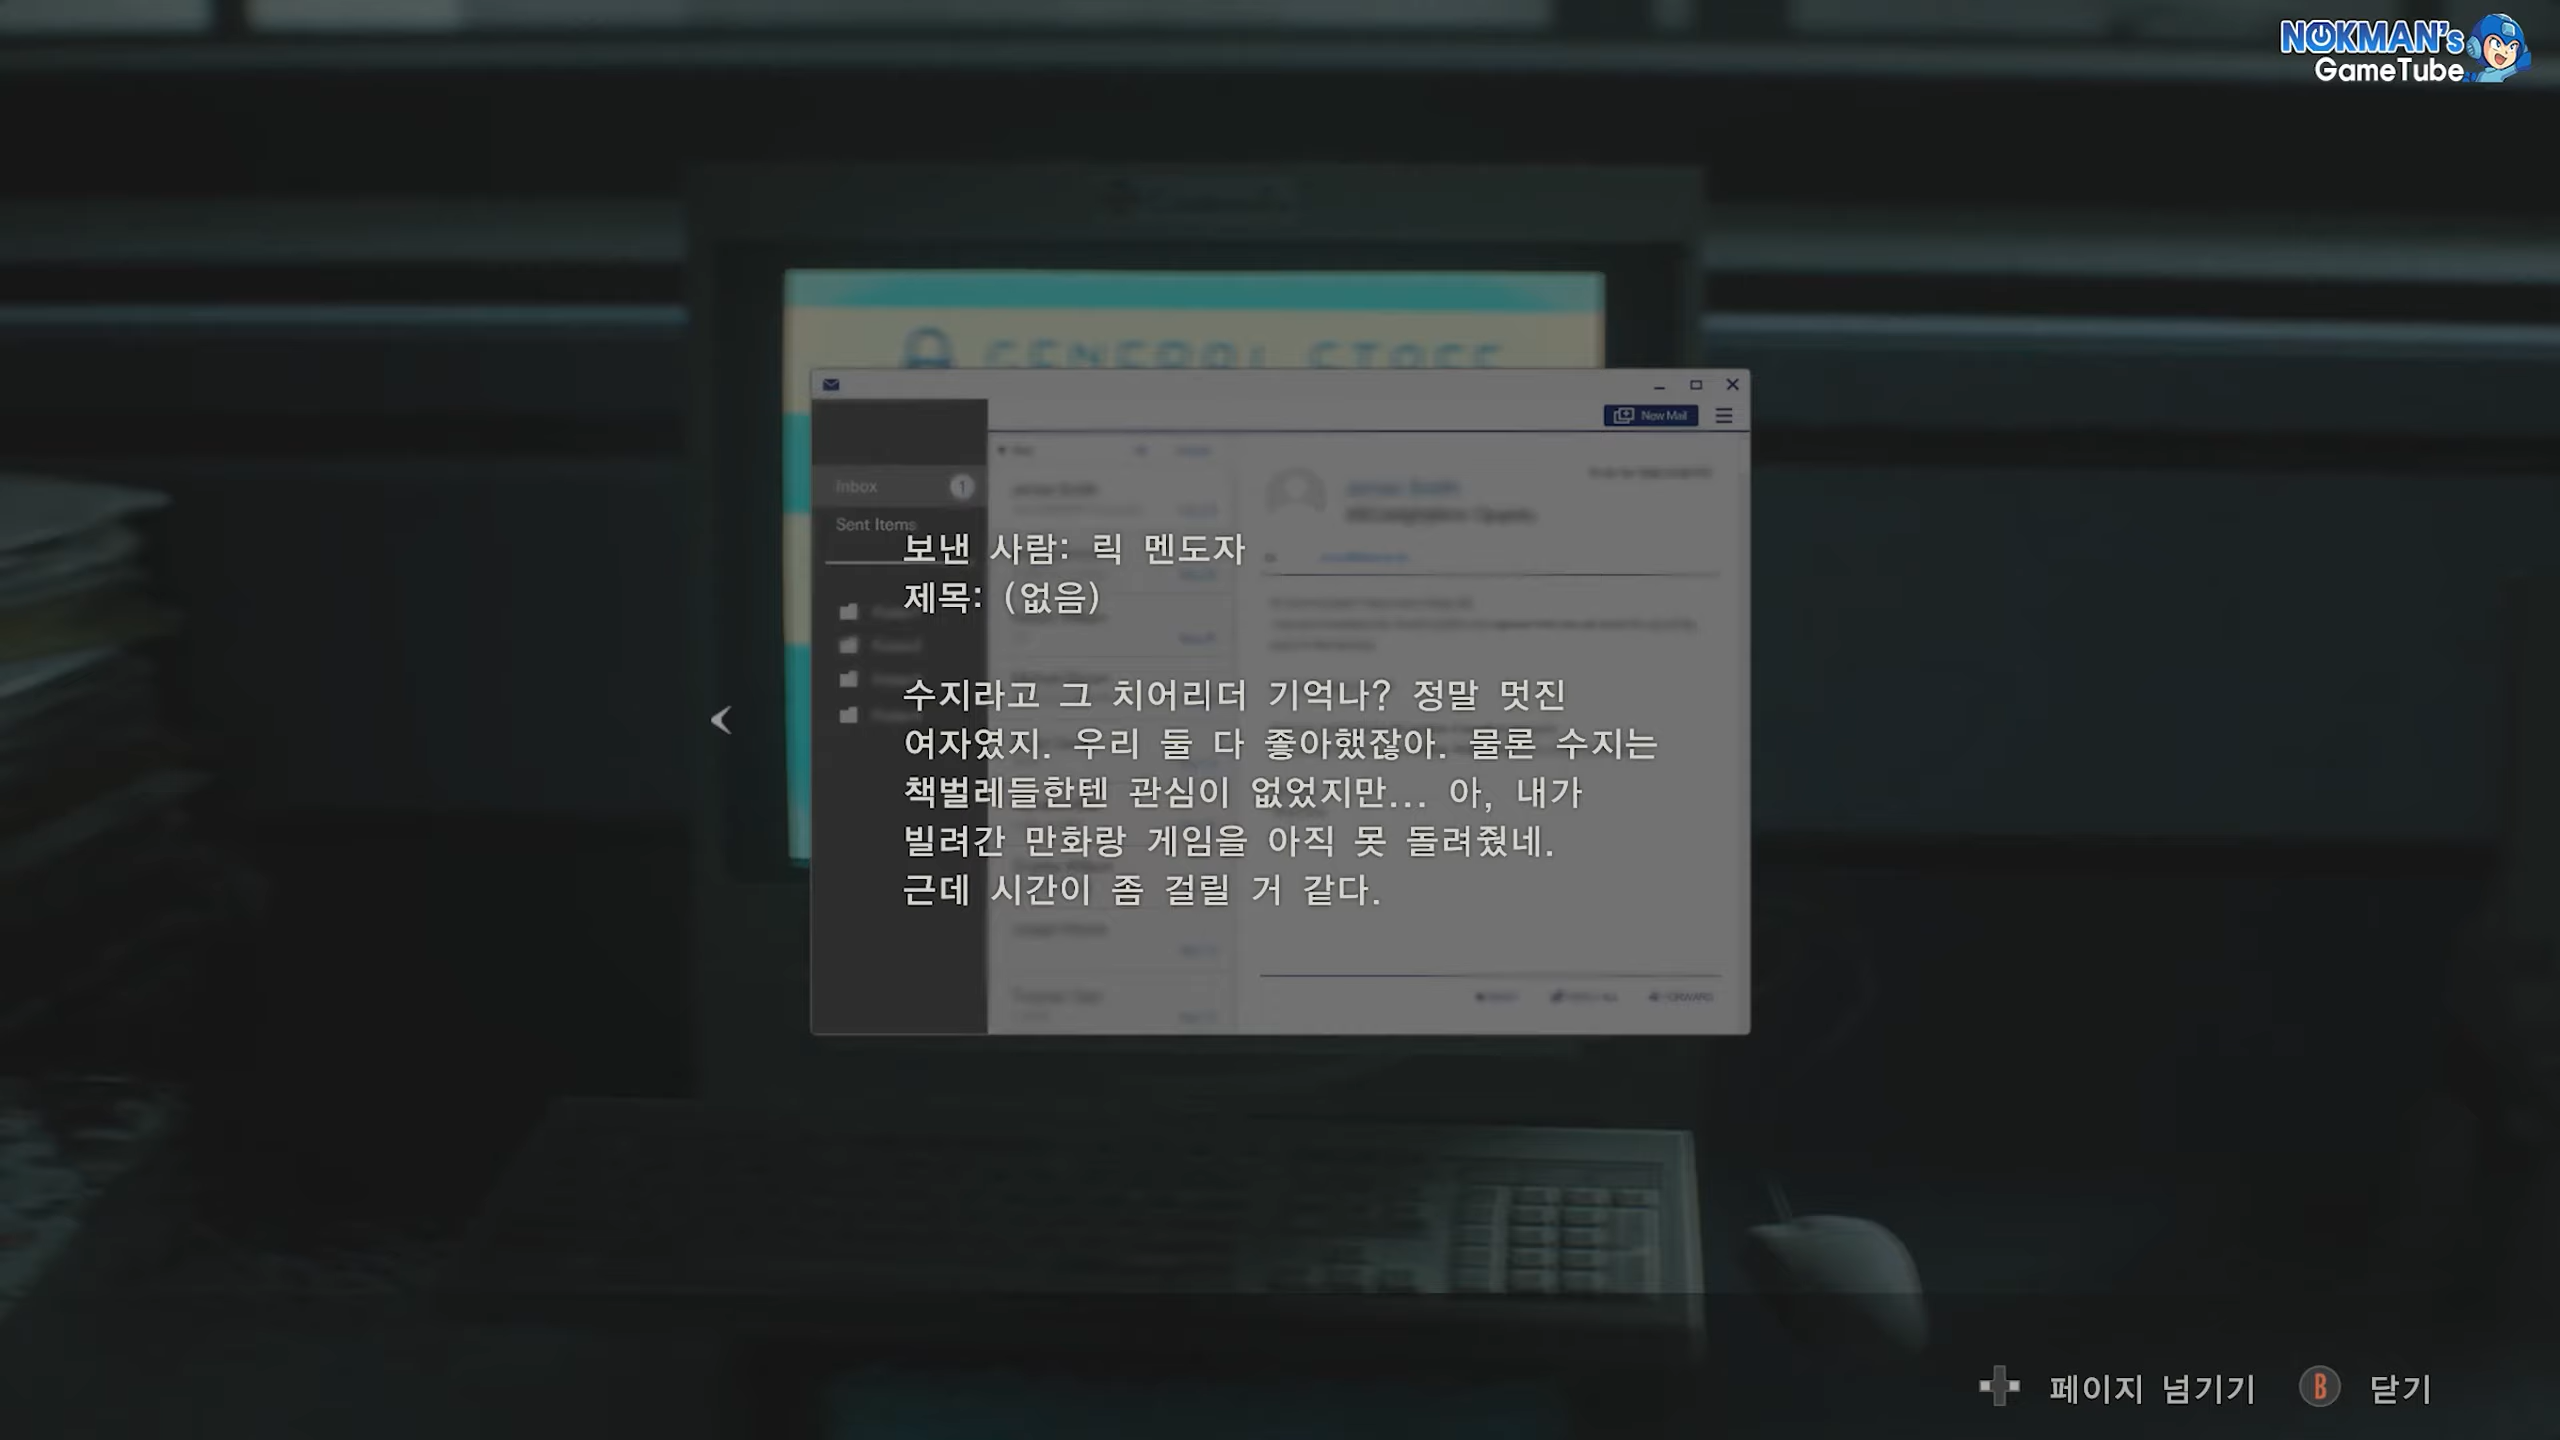 NOKMAN's
GameTube
GENERAL STAFF
New Mail
Inbox 1
Sent Items
보낸 사람: 릭 멘도자
제목: (없음)
수지라고 그 치어리더 기억나? 정말 멋진
여자였지. 우리 둘 다 좋아했잖아. 물론 수지는
책벌레들한텐 관심이 없었지만... 아, 내가
빌려간 만화랑 게임을 아직 못 돌려줬네.
근데 시간이 좀 걸릴 거 같다.
페이지 넘기기 B 닫기